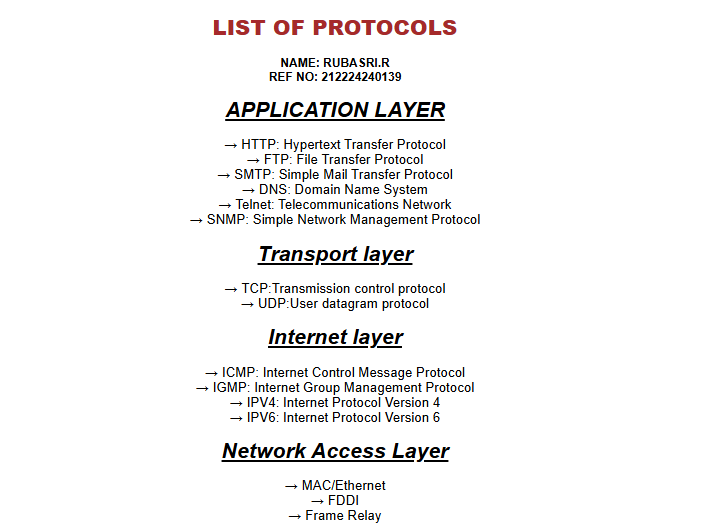 LIST OF PROTOCOLS
NAME: RUBASRI.R
REF NO: 212224240139
APPLICATION LAYER
→ HTTP: Hypertext Transfer Protocol
→ FTP: File Transfer Protocol
→ SMTP: Simple Mail Transfer Protocol
→ DNS: Domain Name System
→ Telnet: Telecommunications Network
→ SNMP: Simple Network Management Protocol
Transport layer
→ TCP:Transmission control protocol
→ UDP:User datagram protocol
Internet layer
→ ICMP: Internet Control Message Protocol
→ IGMP: Internet Group Management Protocol
→ IPV4: Internet Protocol Version 4
→ IPV6: Internet Protocol Version 6
Network Access Layer
→ MAC/Ethernet
→ FDDI
→ Frame Relay